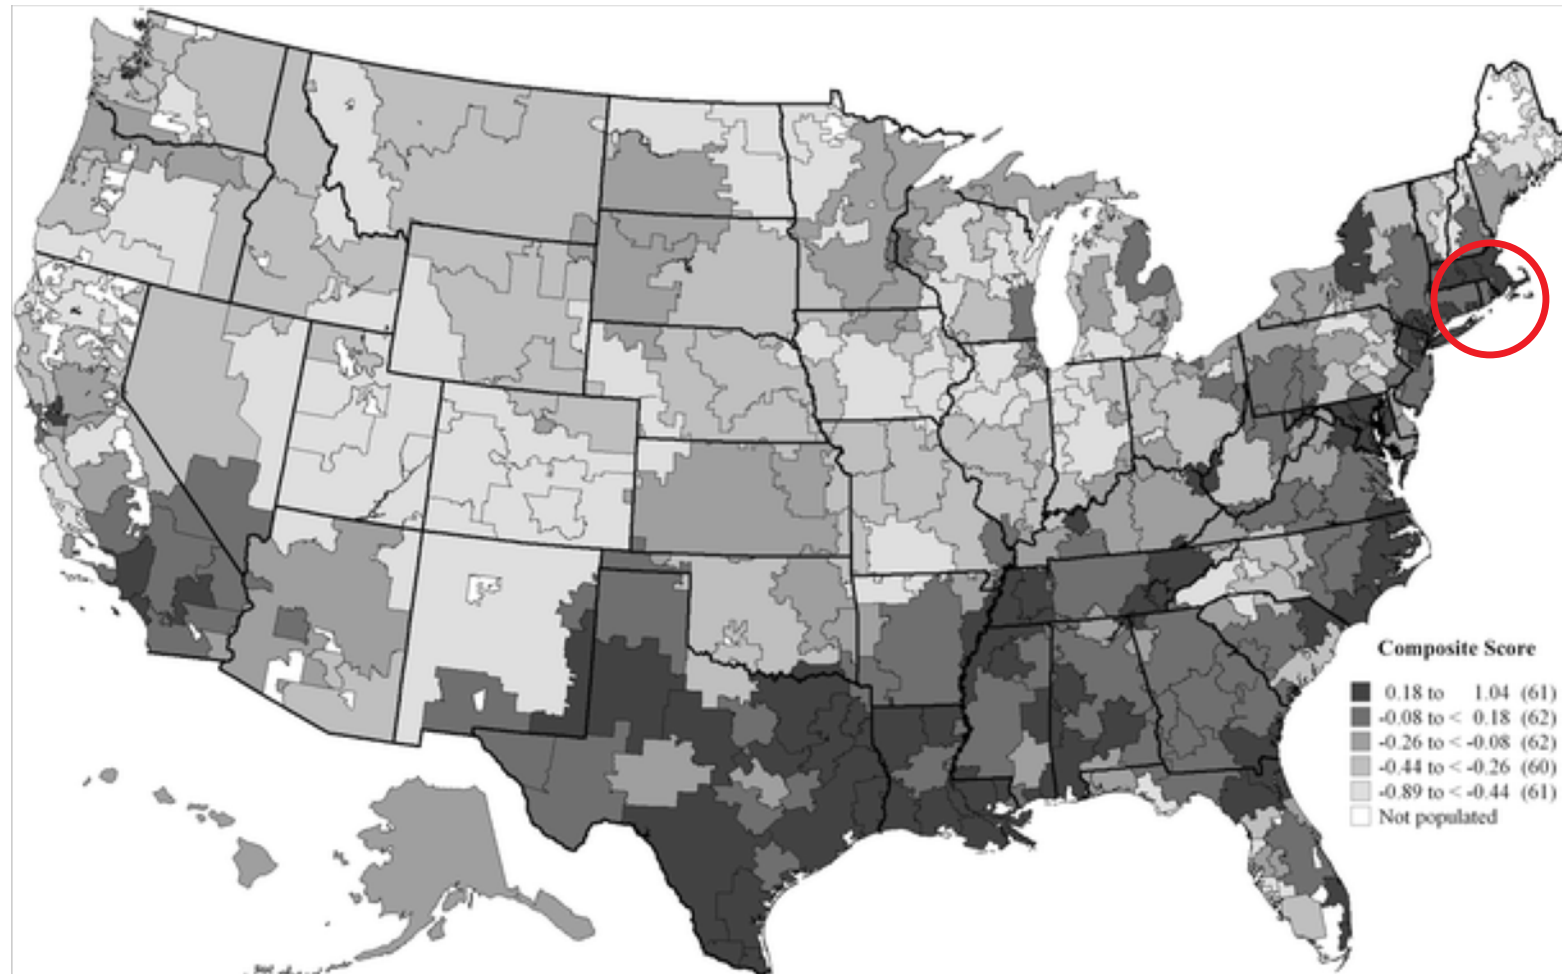 Composite Score
0.18 to 1.04 (61)
-0.08 to < 0.18 (62)
-0.26 to < -0.08 (62)
-0.44 to < -0.26 (60)
-0.89 to < -0.44 (61)
Not populated